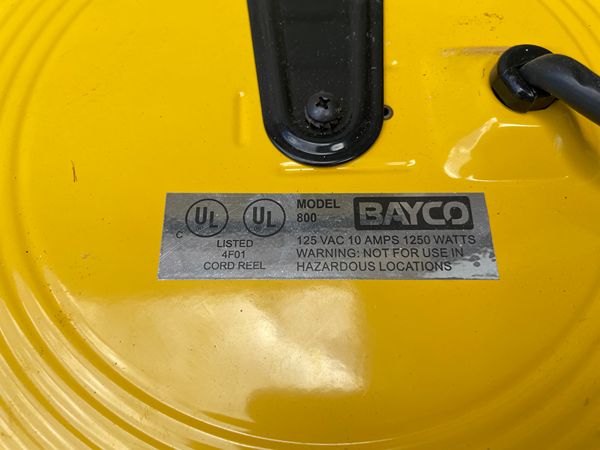 C UL UL
LISTED
4F01
CORD REEL
MODEL
800
BAYCO
125 VAC 10 AMPS 1250 WATTS
WARNING: NOT FOR USE IN
HAZARDOUS LOCATIONS